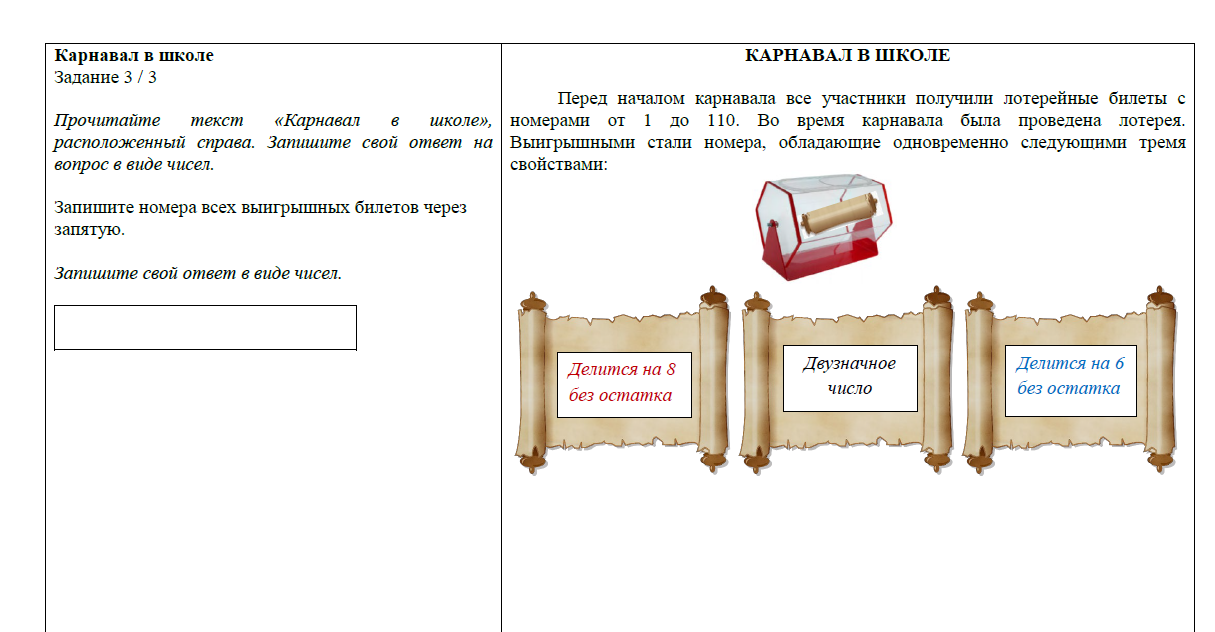 Карнавал в школе
Задание 3 / 3
Прочитайте текст «Карнавал в школе»,
расположенный справа. Запишите свой ответ на
вопрос в виде чисел.
Запишите номера всех выигрышных билетов через
запятую.
Запишите свой ответ в виде чисел.
КАРНАВАЛ В ШКОЛЕ
Перед началом карнавала все участники получили лотерейные билеты с
номерами от 1 до 110. Во время карнавала была проведена лотерея.
Выигрышными стали номера, обладающие одновременно следующими тремя
свойствами:
Делится на 8
без остатка
Двузначное
число
Делится на 6
без остатка